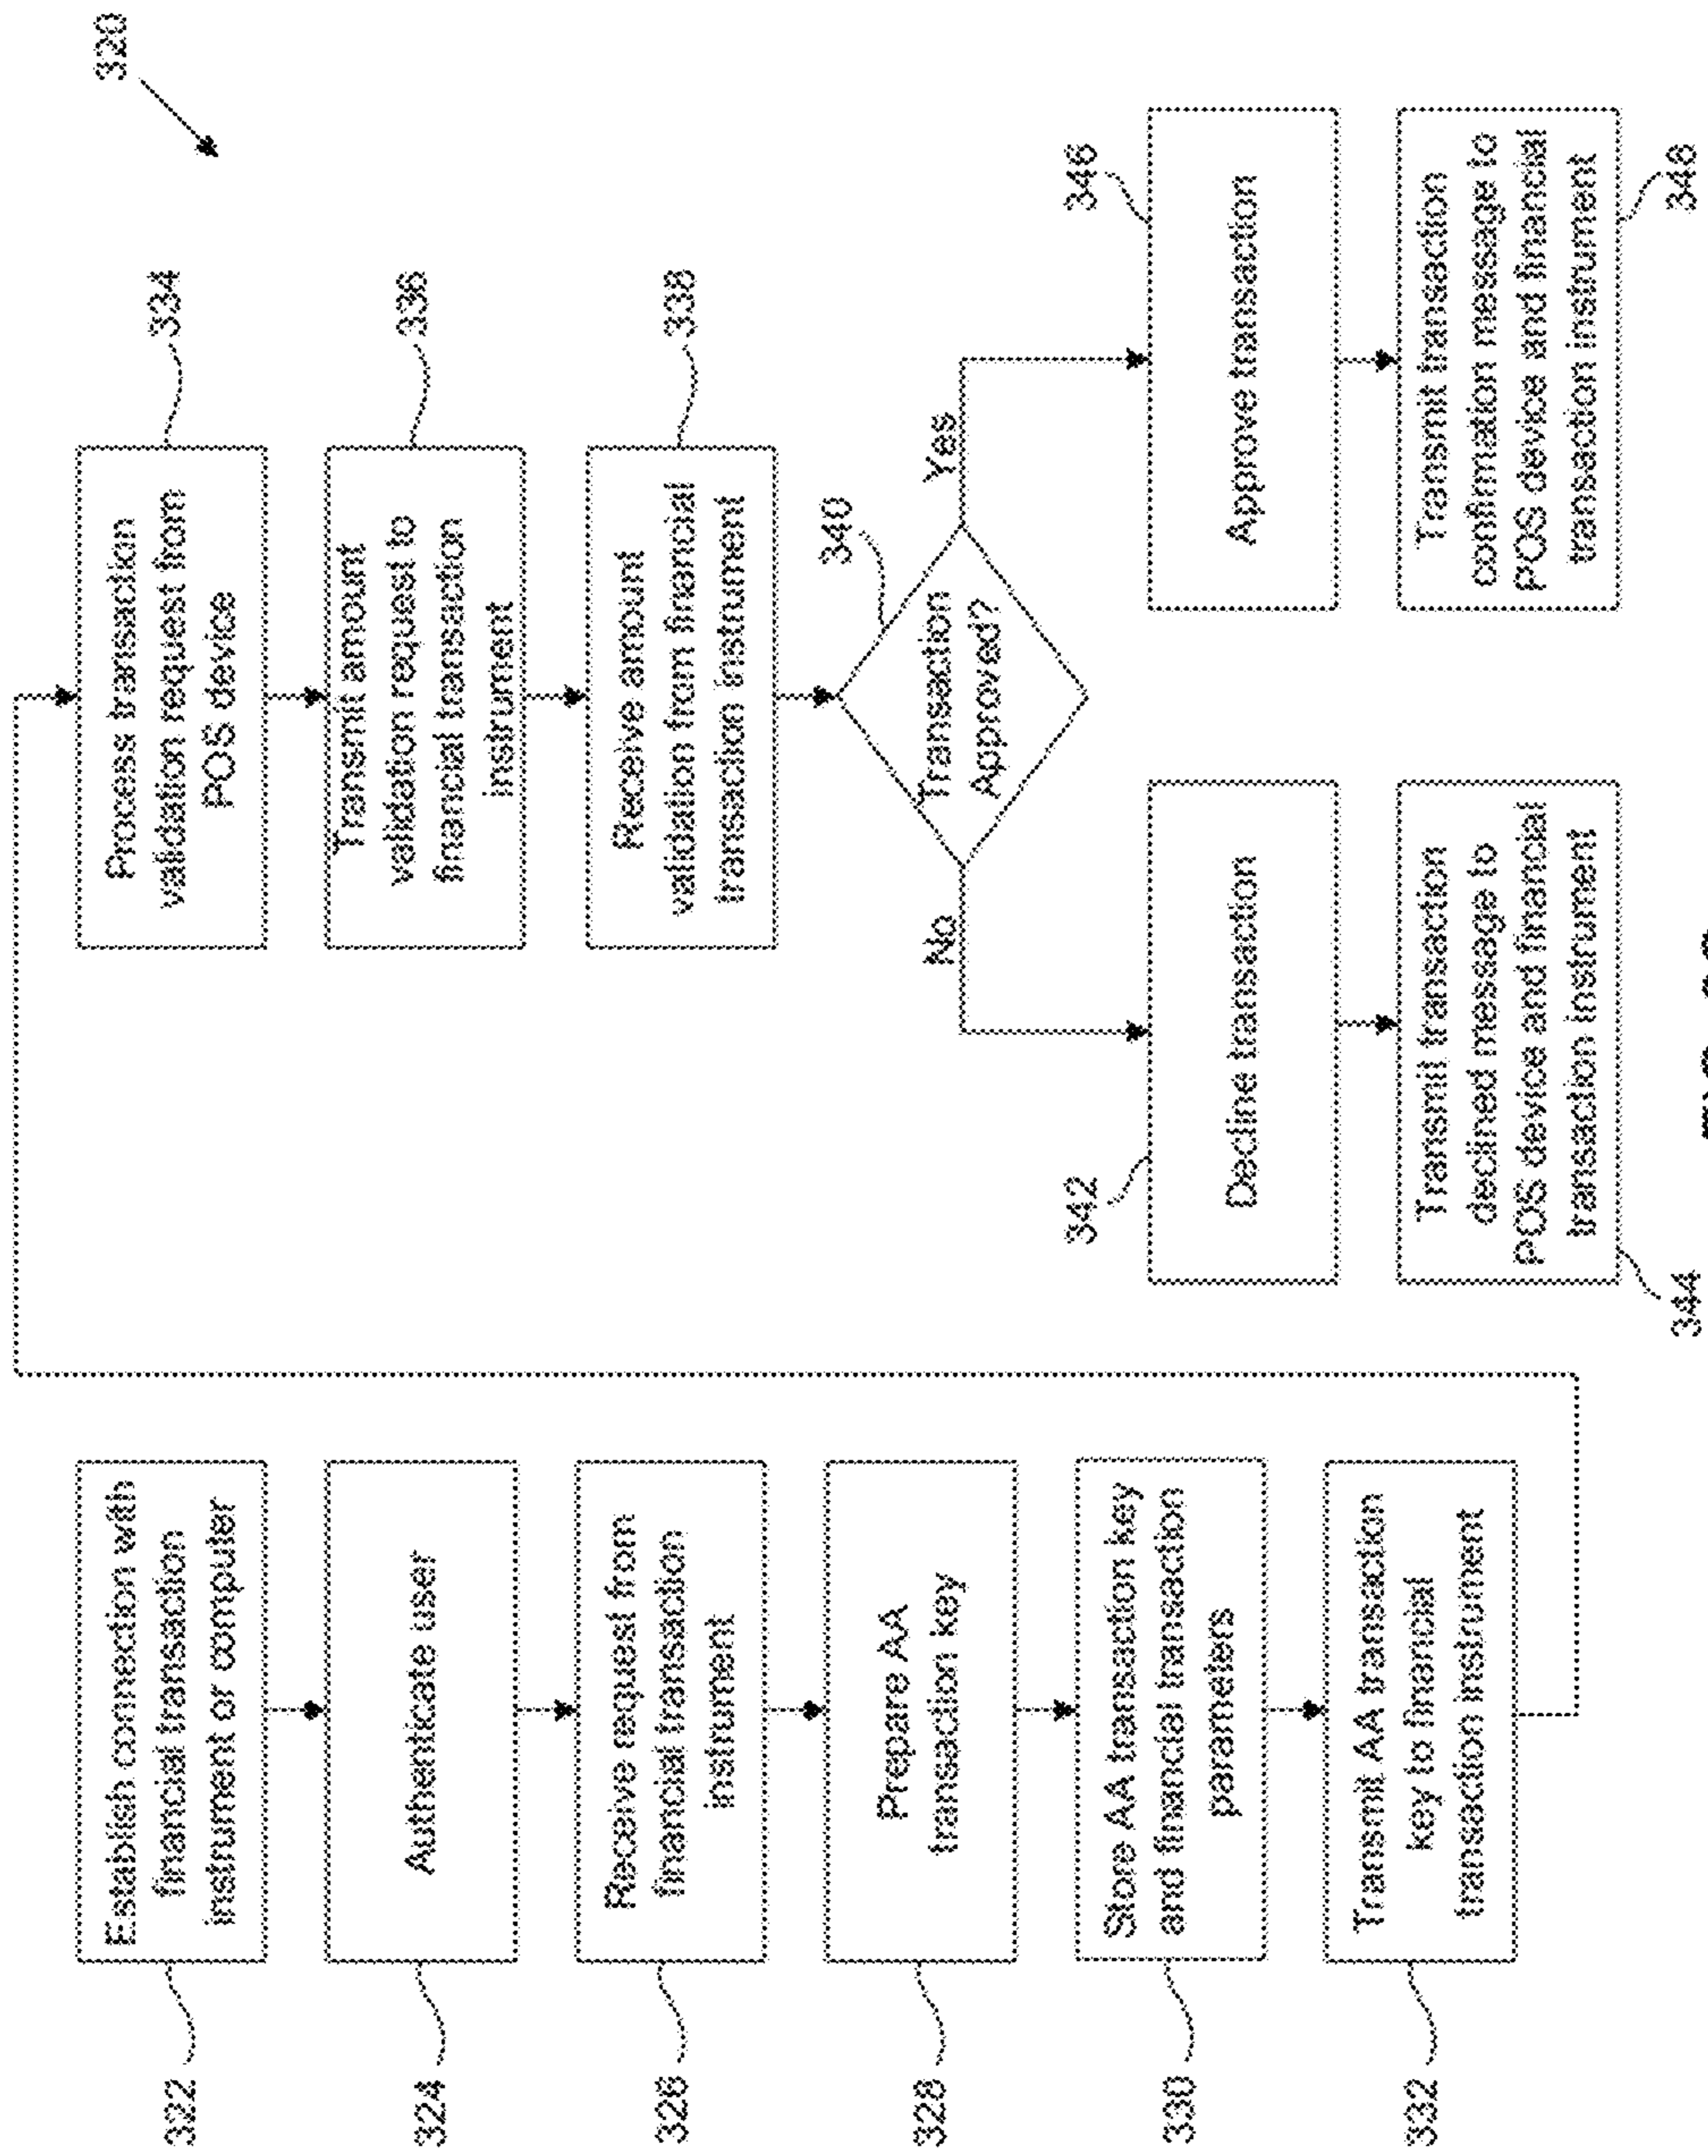 320
322
Establish connection with
financial transaction
instrument or computer
324
Authenticate user
326
Receive request from
financial transaction
instrument
328
Prepare AA
transaction key
330
Store AA transaction key
and financial transaction
parameters
332
Transmit AA transaction
key to financial
transaction instrument
Process transaction
validation request from
POS device
334
Transmit amount
validation request to
financial transaction
instrument
336
Receive amount
validation from financial
transaction instrument
338
Transaction
Approved?
340
No
Yes
342
Decline transaction
344
Transmit transaction
declined message to
POS device and financial
transaction instrument
346
Approve transaction
Transmit transaction
confirmation message to
POS device and financial
transaction instrument
348